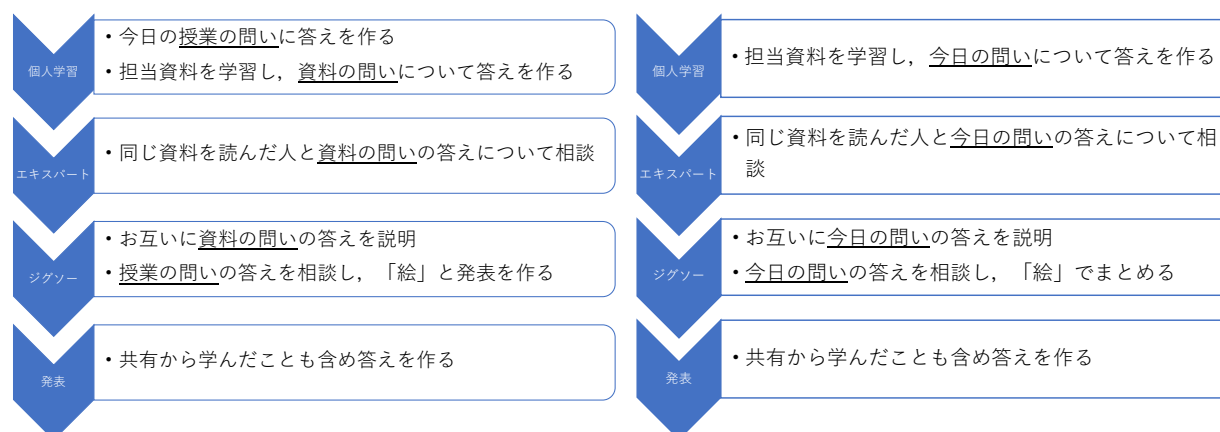 個人学習
・今日の授業の問いに答えを作る
・担当資料を学習し，資料の問いについて答えを作る
エキスパート
・同じ資料を読んだ人と資料の問いの答えについて相談
ジグソー
・お互いに資料の問いの答えを説明
・授業の問いの答えを相談し，「絵」と発表を作る
発表
・共有から学んだことも含め答えを作る
個人学習
・担当資料を学習し，今日の問いについて答えを作る
エキスパート
・同じ資料を読んだ人と今日の問いの答えについて相
談
ジグソー
・お互いに今日の問いの答えを説明
・今日の問いの答えを相談し，「絵」でまとめる
発表
・共有から学んだことも含め答えを作る